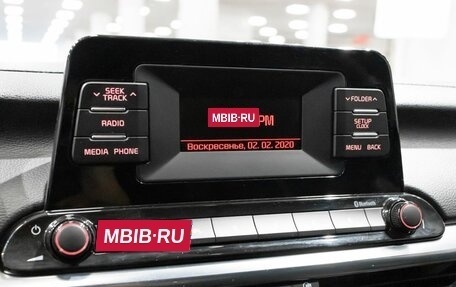 SEEK
TRACK
RADIO
MEDIA PHONE
MBIB.RU
PM
Воскресенье, 02. 02. 2020
FOLDER
SETUP
CLOCK
MENU BACK
Bluetooth
MBIB.RU